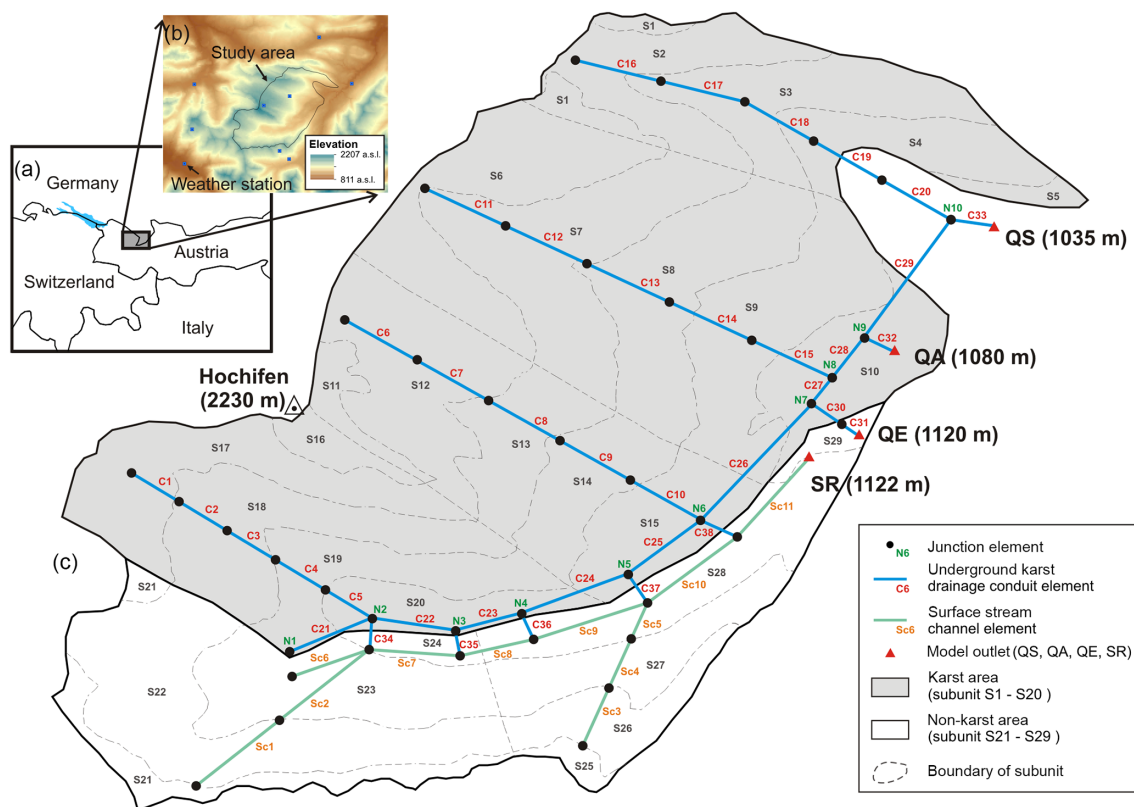 (a)
Germany
Switzerland
Austria
Italy
(b)
Study area
Weather station
Elevation
2207 a.s.l.
811 a.s.l.
(c)
Hochifen
(2230 m)
QS (1035 m)
QA (1080 m)
QE (1120 m)
SR (1122 m)
S1
S2
C16
S1
C17
S3
C18
S4
C19
C20
S5
N10
C33
S6
C11
C12
S7
S8
C13
C29
S9
C14
N9
C32
C15
C28
N8
S10
C27
N7
C30
C31
S29
C6
S11
S12
C7
C8
S13
C9
S14
C26
C10
S16
S17
N6
S15
C38
Sc11
C1
C2
S18
C3
C4
S19
C25
N5
S28
Sc10
C24
C37
C5
S20
S21
N2
C22
N3
C23
N4
C21
N1
C34
S24
C35
C36
Sc9
Sc5
Sc6
Sc7
Sc8
S27
Sc4
S22
Sc2
S23
Sc3
S26
Sc1
S21
S25
N6
Junction element
Underground karst
C6
drainage conduit element
Surface stream
Sc6
channel element
Model outlet (QS, QA, QE, SR)
Karst area
(subunit S1 - S20 )
Non-karst area
(subunit S21 - S29 )
Boundary of subunit